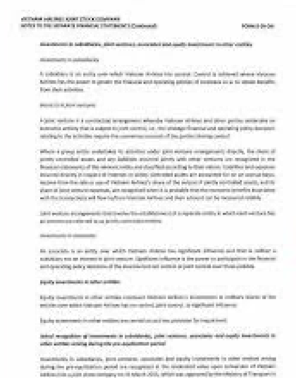 VIETNAM AIRLINES JOINT STOCK COMPANY
NOTES TO THE SEPARATE FINANCIAL STATEMENTS (Continued)
FORM B 09-DN
Investments in subsidiaries, joint ventures, associates and equity investments in other entities
Investments in subsidiaries
A subsidiary is an entity over which Vietnam Airlines has control. Control is achieved where Vietnam
Airlines has the power to govern the financial and operating policies of
from their activities.
joint ventures
A joint venture is a contractual arrangement whereby Vietnam Airlines and other parties undertake an
economic activity that is subject to joint control, i.e., the strategic financial and operating policy decisions
relating to the activities require the unanimous consent of the parties sharing control.
Where a group entity undertakes its activities under joint venture arrangements directly, the share of
jointly controlled assets and any liabilities incurred jointly with other ventures are recognised in the
financial statements of the and classified according to their nature. Liabilities and expenses
incurred directly in respect of interests in jointly controlled assets are accounted for on an accrual basis.
Income from the sale or use of Vietnam Airlines's share of the output of jointly controlled assets, and its
share of joint venture expenses, are recognised when it is probable that the economic benefits associated
with the transactions will flow to/from Vietnam Airlines and their amount can be measured reliably.
Joint venture arrangements that involve the establishment of a separate entity in which each venturer has
an interest are referred to as jointly controlled entities.
Investments in associates
An associate is an entity over which Vietnam Airlines has significant influence and that is neither a
subsidiary nor an interest in joint venture. Significant influence is the power to participate in the financial
and operating policy decisions of the investee but not control or joint control over those policies.
Equity investments in other entities
Equity investments in other entities represent Vietnam Airlines's investments in ordinary shares of the
entities over which Vietnam Airlines has no control, joint control, or significant influence.
Equity investments in other entities are carried at cost less provision for impairment.
Initial recognition of investments in subsidiaries, joint ventures, associates and equity investments in other
entities arising during the pre-equitization period
Investments in subsidiaries, joint ventures, associates and equity investments in other entities arising
during the pre-equitization period are recognised at the revaluated value upon conversion of Vietnam
Airlines into a joint stock company on 31 March 2015, which was approved by the Ministry of Transport in